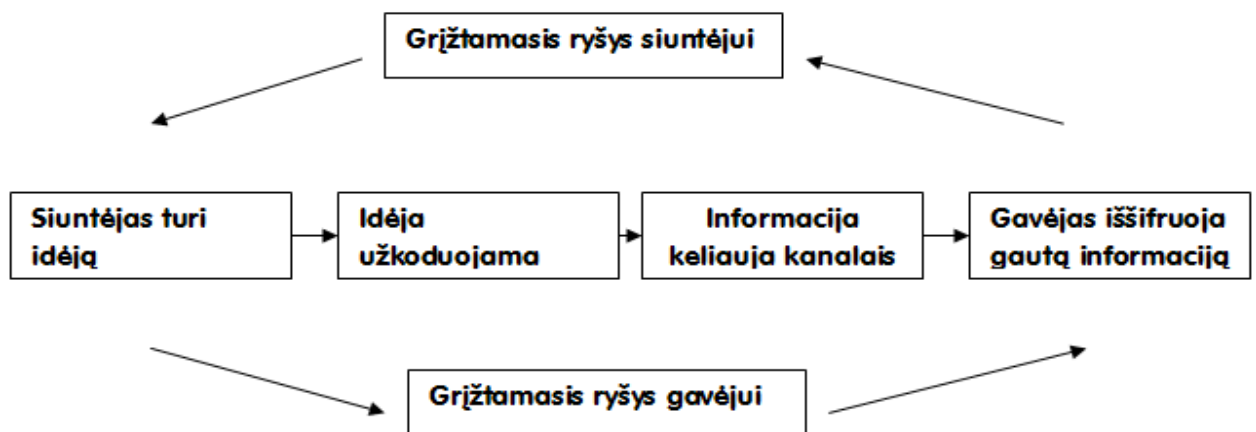 Grįžtamasis ryšys siuntėjui
Siuntėjas turi
idėją
Idėja
užkoduojama
Informacija
keliauja kanalais
Gavėjas iššifruoja
gautą informaciją
Grįžtamasis ryšys gavėjui